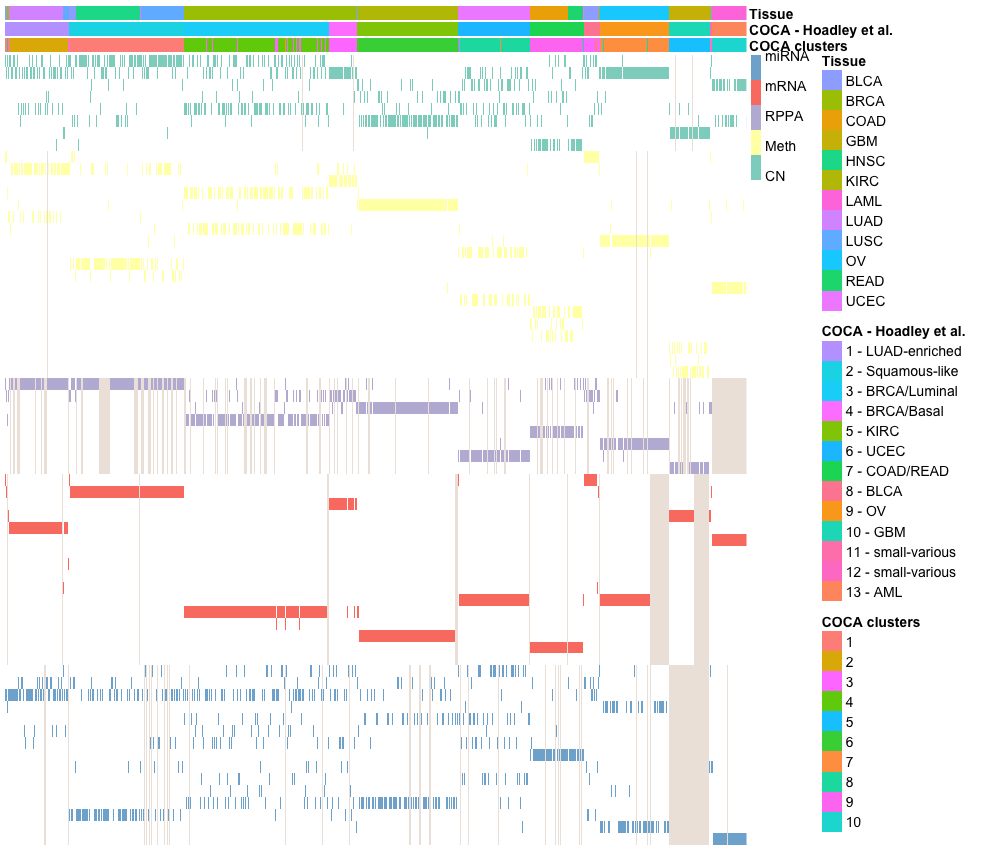 Tissue
COCA - Hoadley et al.
COCA clusters
miRNA
mRNA
RPPA
Meth
CN
Tissue
BLCA
BRCA
COAD
GBM
HNSC
KIRC
LAML
LUAD
LUSC
OV
READ
UCEC
COCA - Hoadley et al.
1 - LUAD-enriched
2 - Squamous-like
3 - BRCA/Luminal
4 - BRCA/Basal
5 - KIRC
6 - UCEC
7 - COAD/READ
8 - BLCA
9 - OV
10 - GBM
11 - small-various
12 - small-various
13 - AML
COCA clusters
1
2
3
4
5
6
7
8
9
10